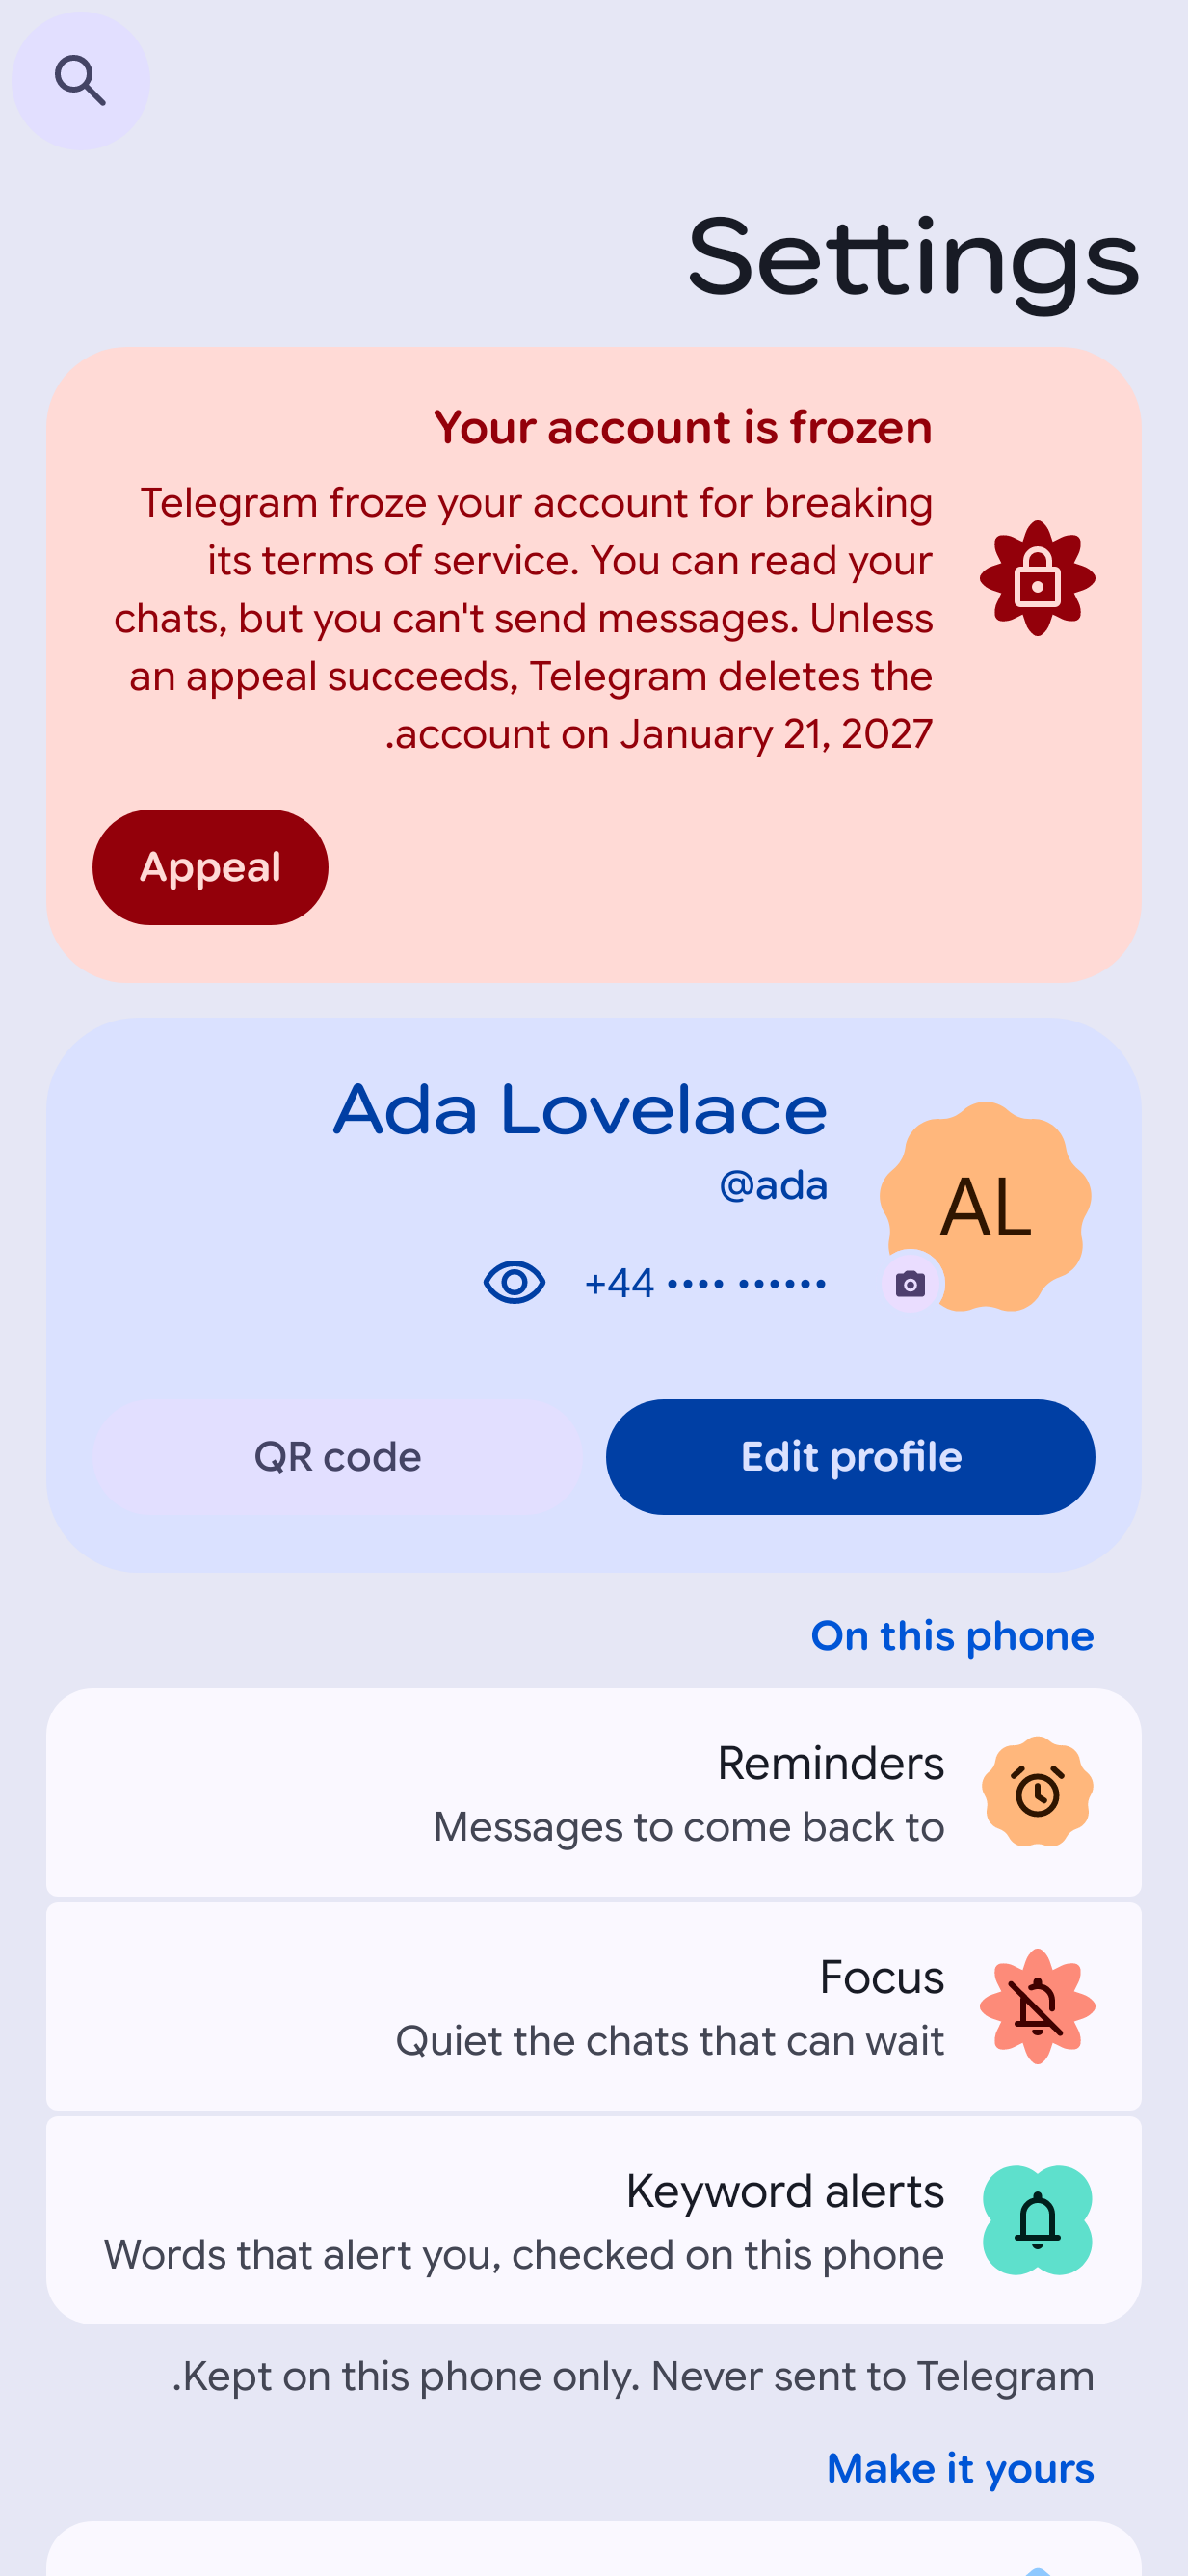 Settings
Your account is frozen
Telegram froze your account for breaking
its terms of service. You can read your
chats, but you can't send messages. Unless
an appeal succeeds, Telegram deletes the
.account on January 21, 2027
Appeal
Ada Lovelace
@ada
AL
+44 •••• ••••••
Edit profile
QR code
On this phone
Reminders
Messages to come back to
Focus
Quiet the chats that can wait
Keyword alerts
Words that alert you, checked on this phone
.Kept on this phone only. Never sent to Telegram
Make it yours